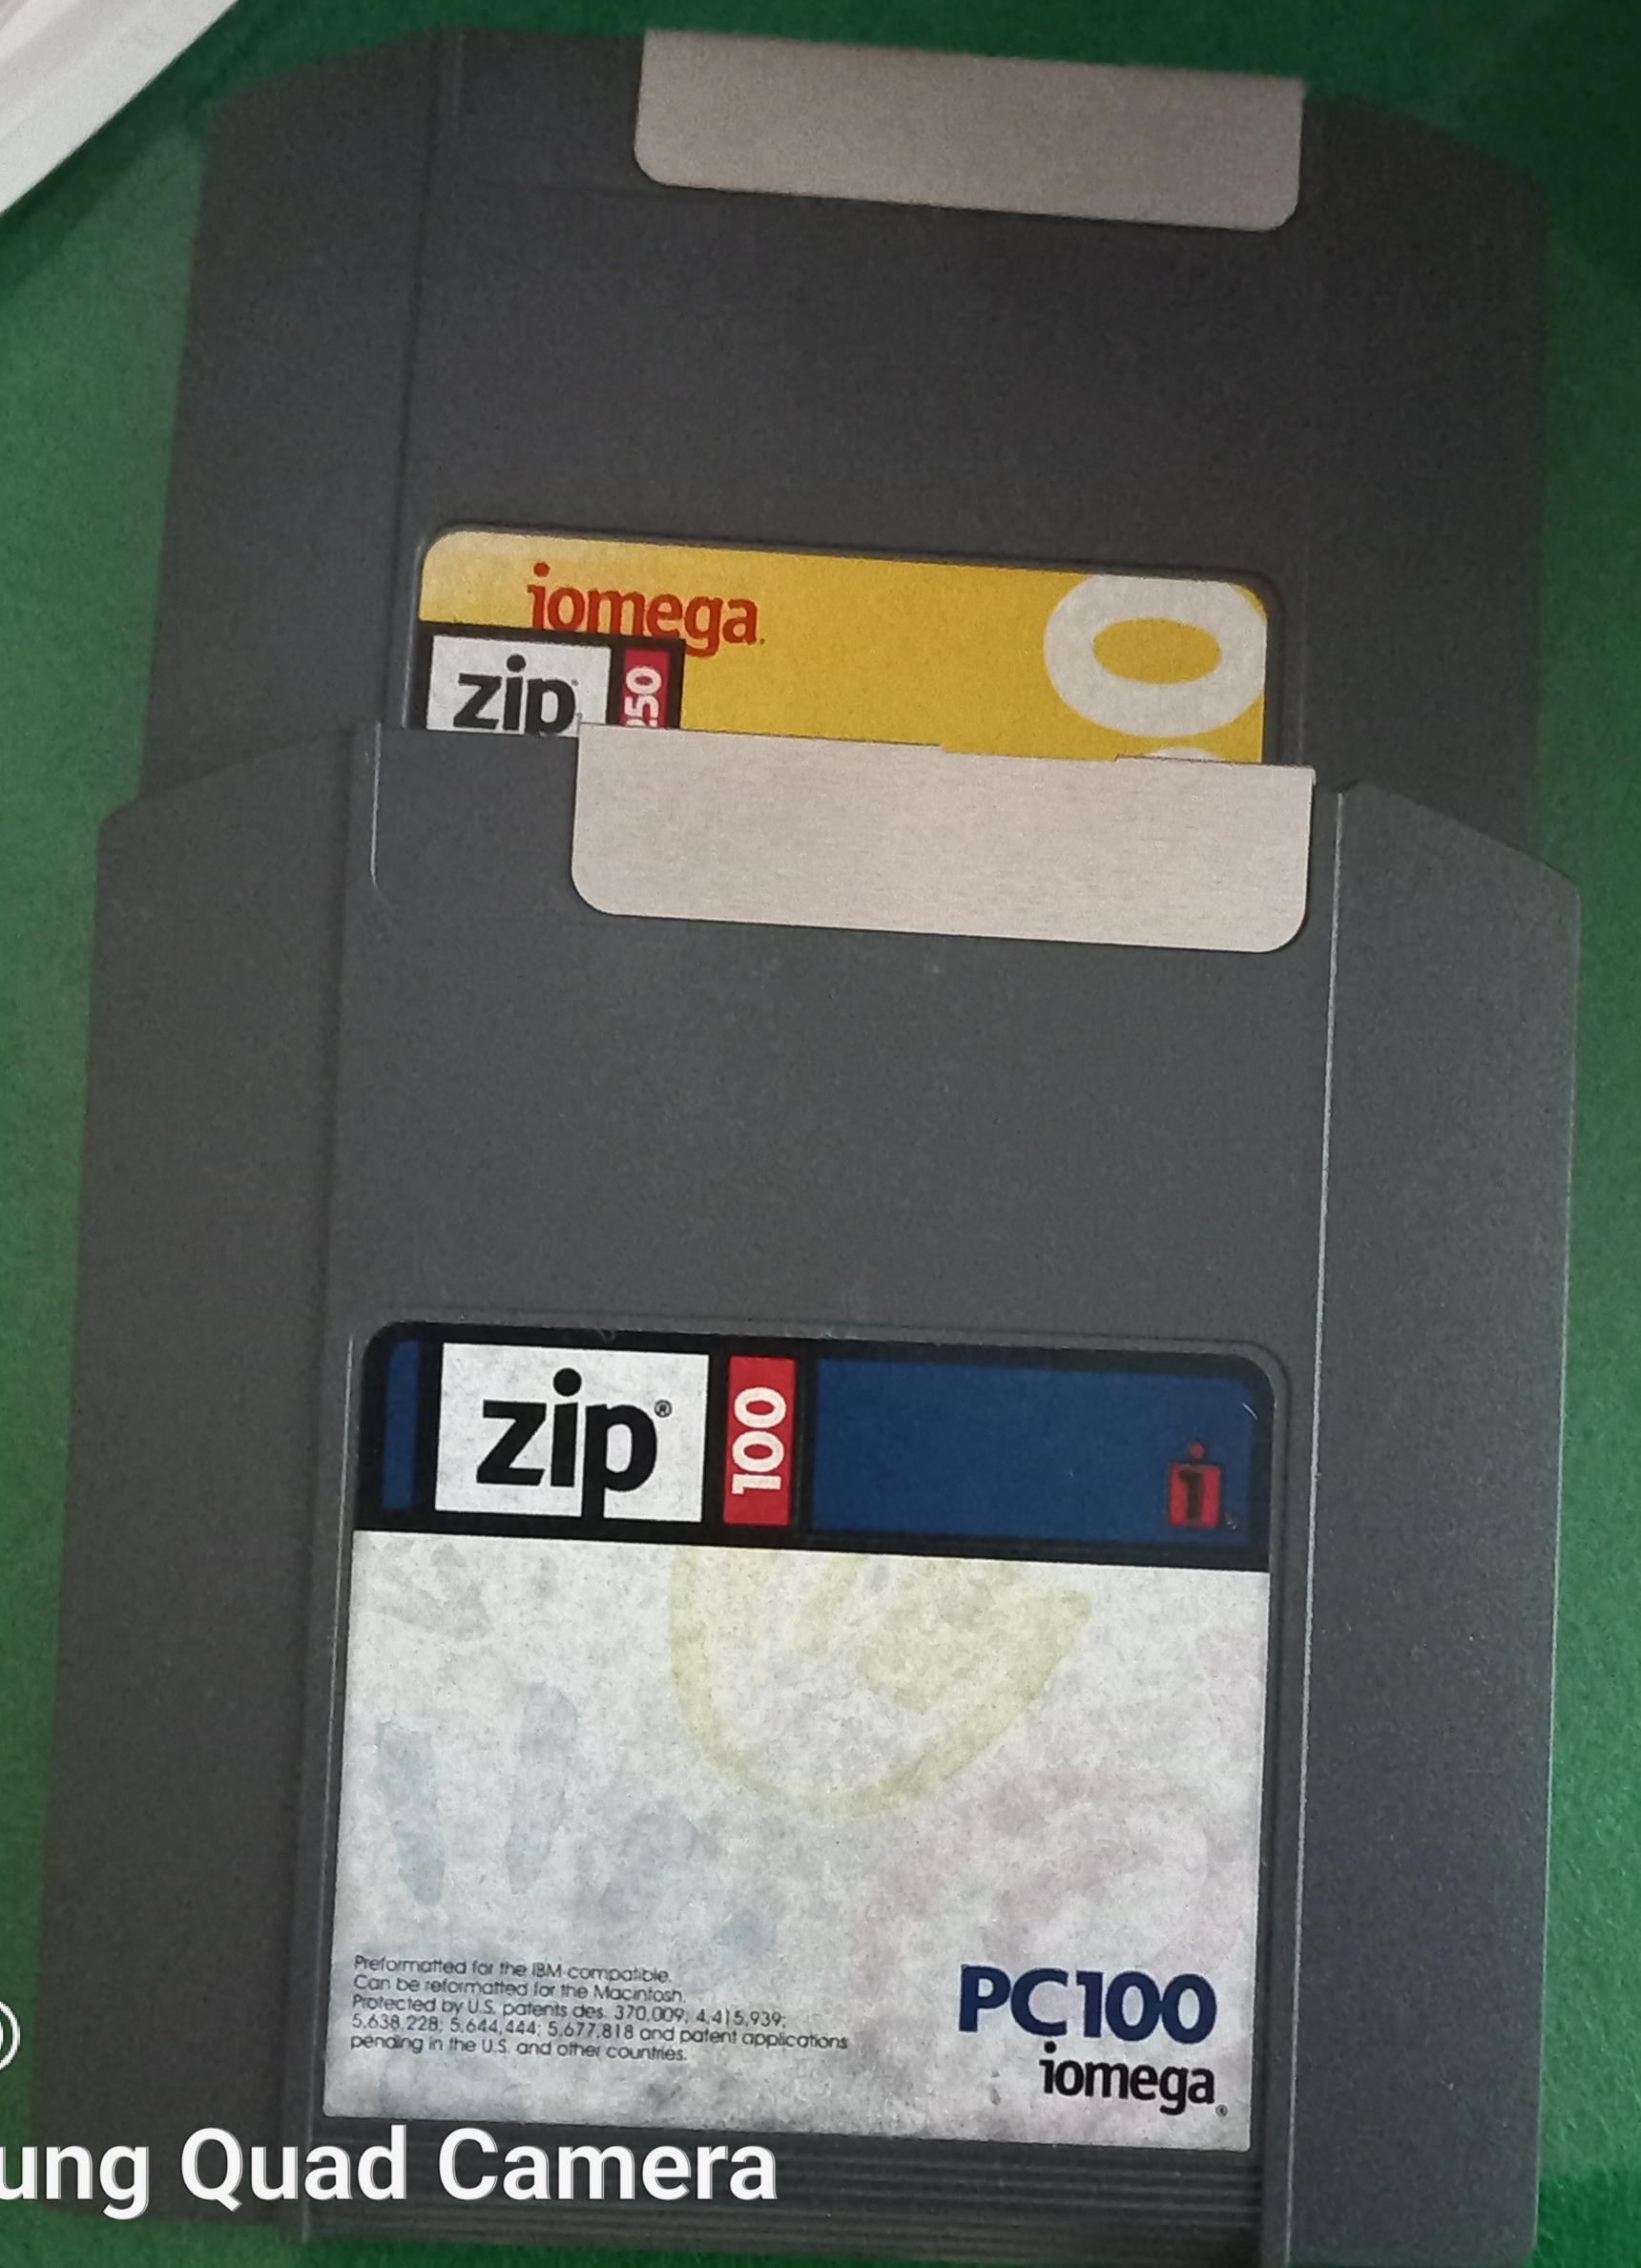 iomega
zip 250
O
zip® 100
i
Preformatted for the IBM compatible.
Can be reformatted for the Macintosh.
Protected by U.S. patents des. 370,009; 4,415,939;
5,638,228; 5,644,444; 5,677,818 and patent applications
pending in the U.S. and other countries.
PC100
iomega®
ung Quad Camera